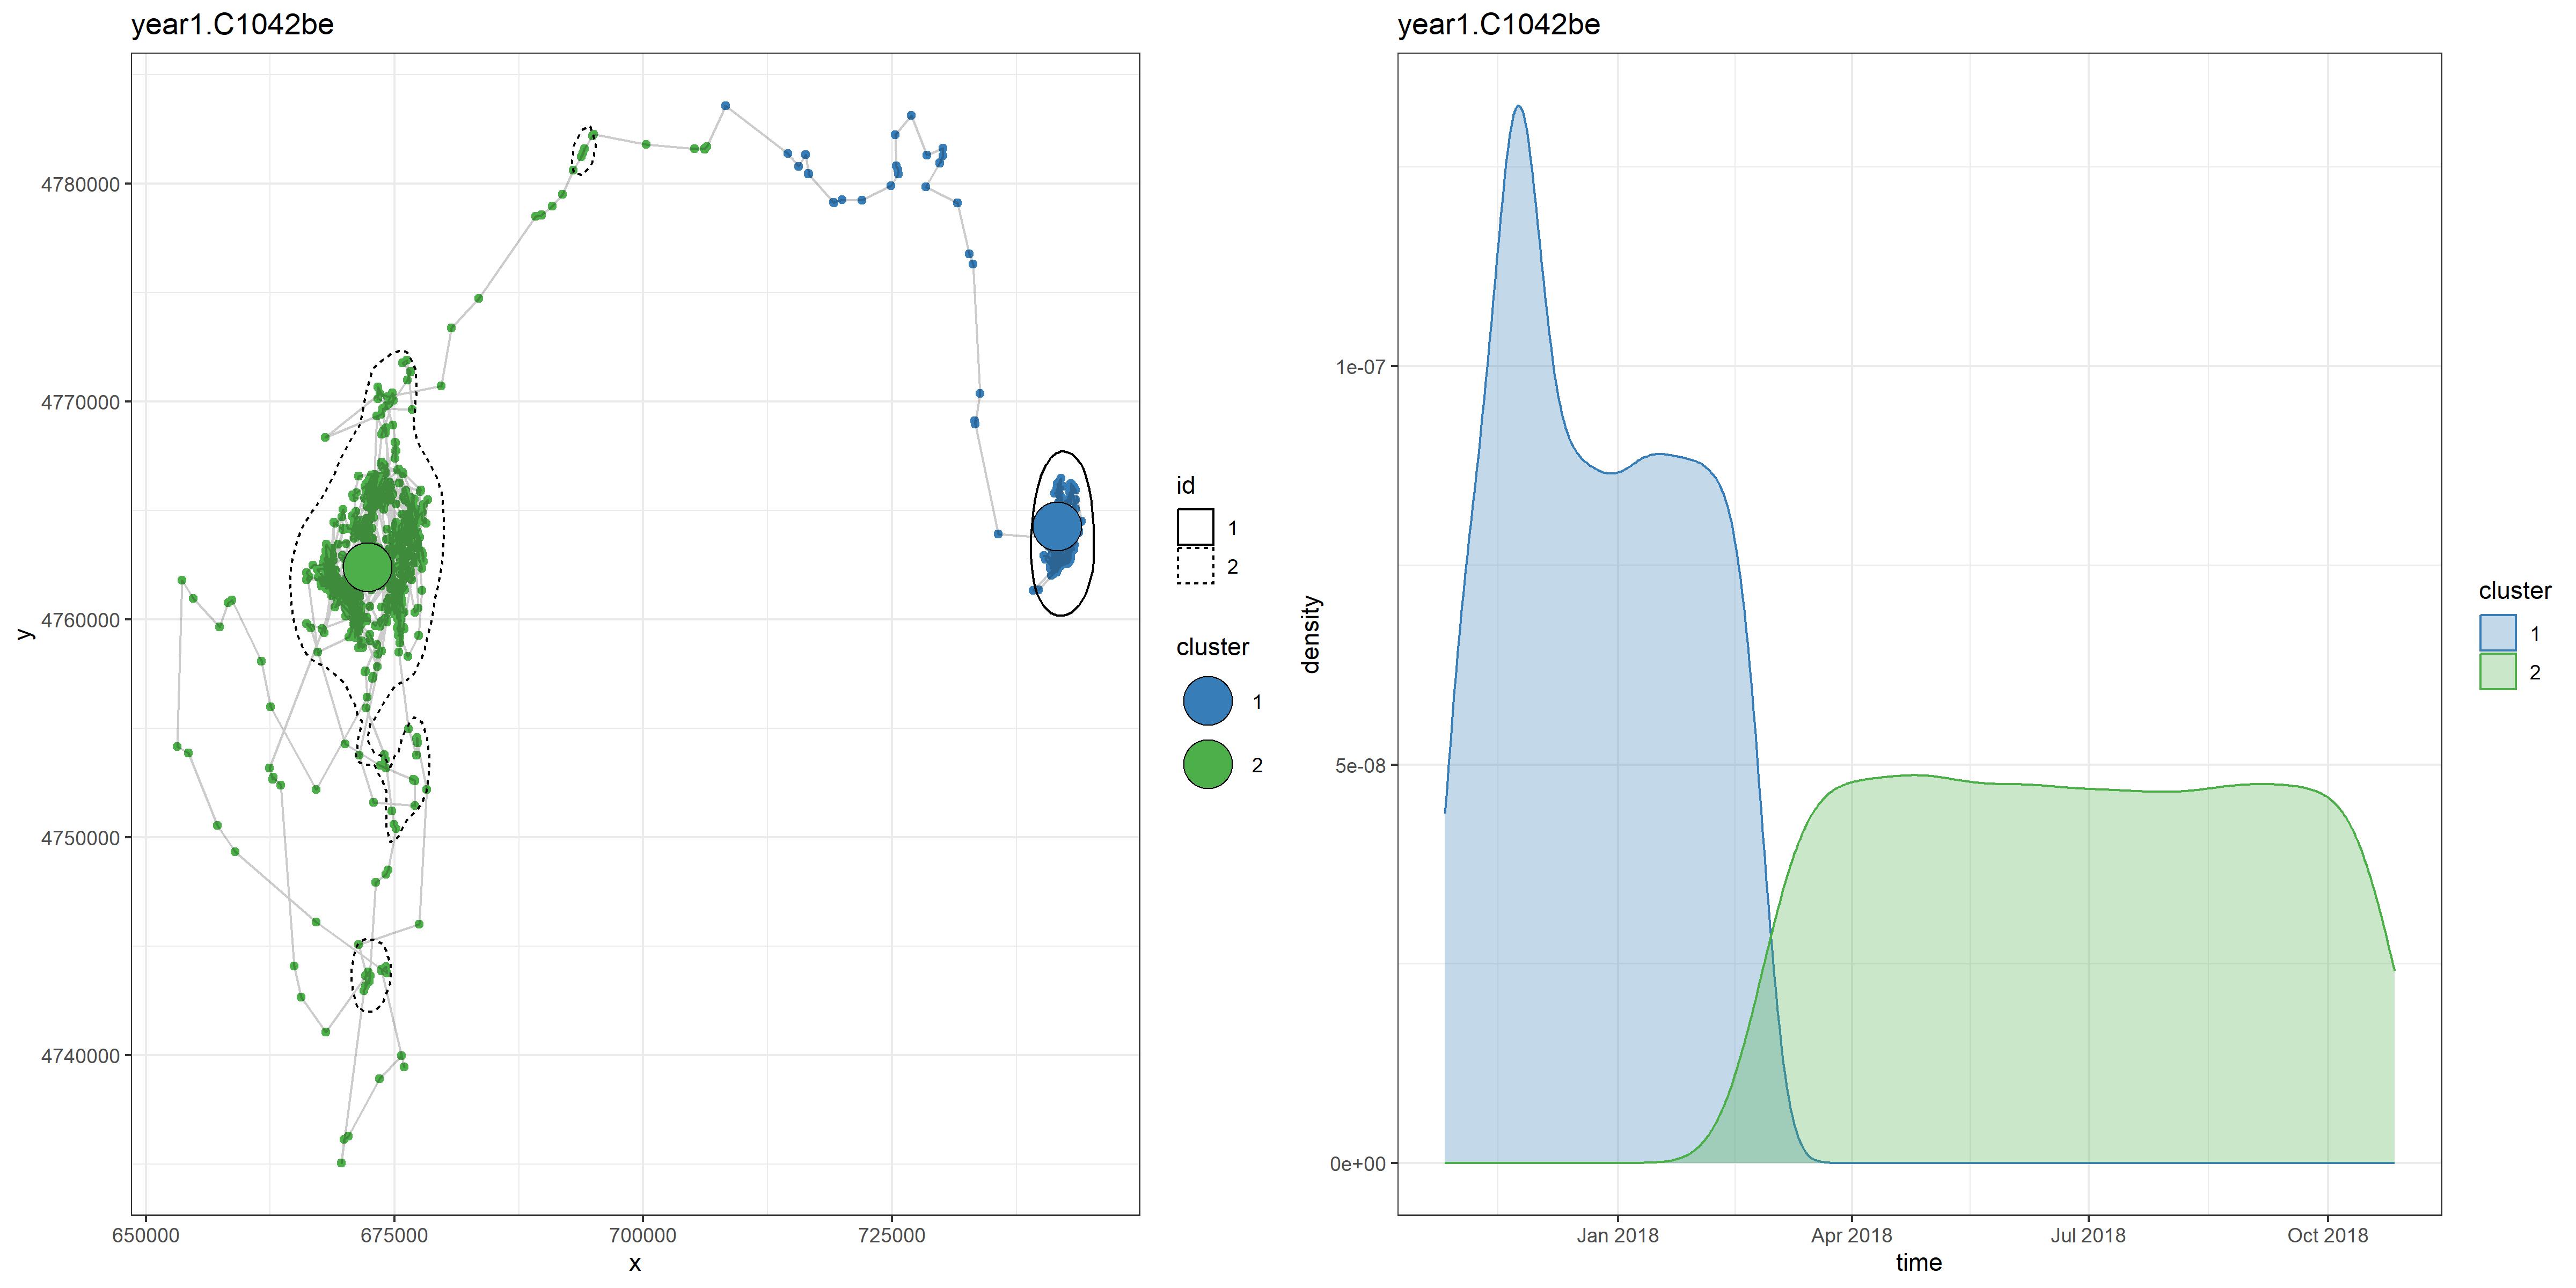 year1.C1042be
4780000
4770000
4760000
4750000
4740000
y
650000
675000
700000
725000
x
id
1
2
cluster
1
2
year1.C1042be
1e-07
5e-08
0e+00
density
Jan 2018
Apr 2018
Jul 2018
Oct 2018
time
cluster
1
2